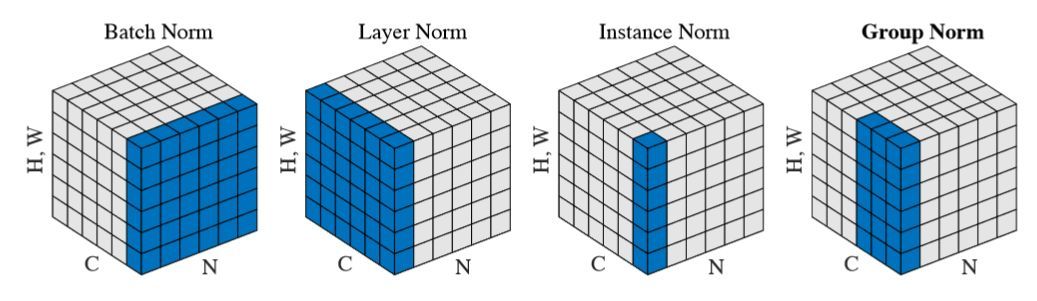 Batch Norm
Layer Norm
Instance Norm
Group Norm
H, W
H, W
H, W
H, W
C
N
C
N
C
N
C
N